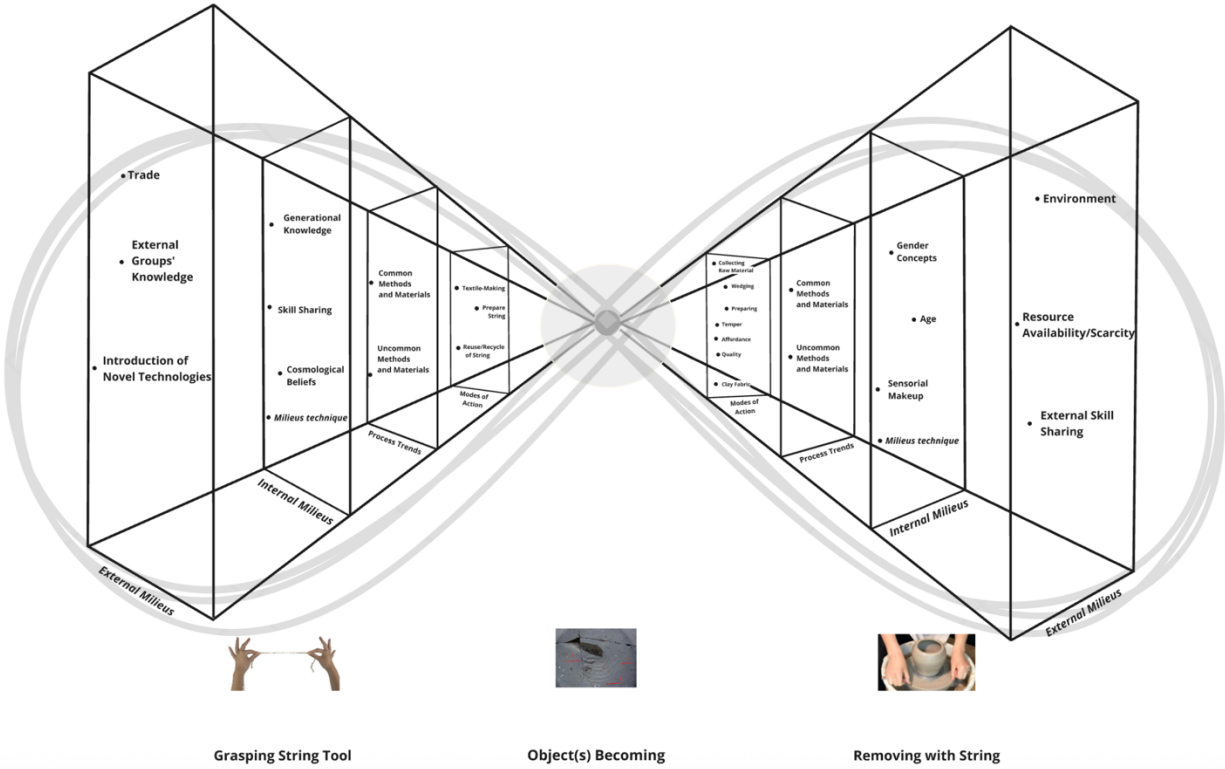 Trade
External
Groups'
Knowledge
Introduction of
Novel Technologies
External Milieus
Generational
Knowledge
Skill Sharing
Cosmological
Beliefs
Milieus technique
Internal Milieus
Common
Methods
and Materials
Uncommon
Methods
and Materials
Process Trends
Textile-Making
Prepare
String
Reuse/Recycle
of String
Modes of
Action
Collecting
Raw Material
Wedging
Preparing
Temper
Affordance
Quality
Clay Fabric
Modes of
Action
Common
Methods
and Materials
Uncommon
Methods
and Materials
Process Trends
Gender
Concepts
Age
Sensorial
Makeup
Milieus technique
Internal Milieus
Environment
Resource
Availability/Scarcity
External Skill
Sharing
External Milieus
Grasping String Tool
Object(s) Becoming
Removing with String